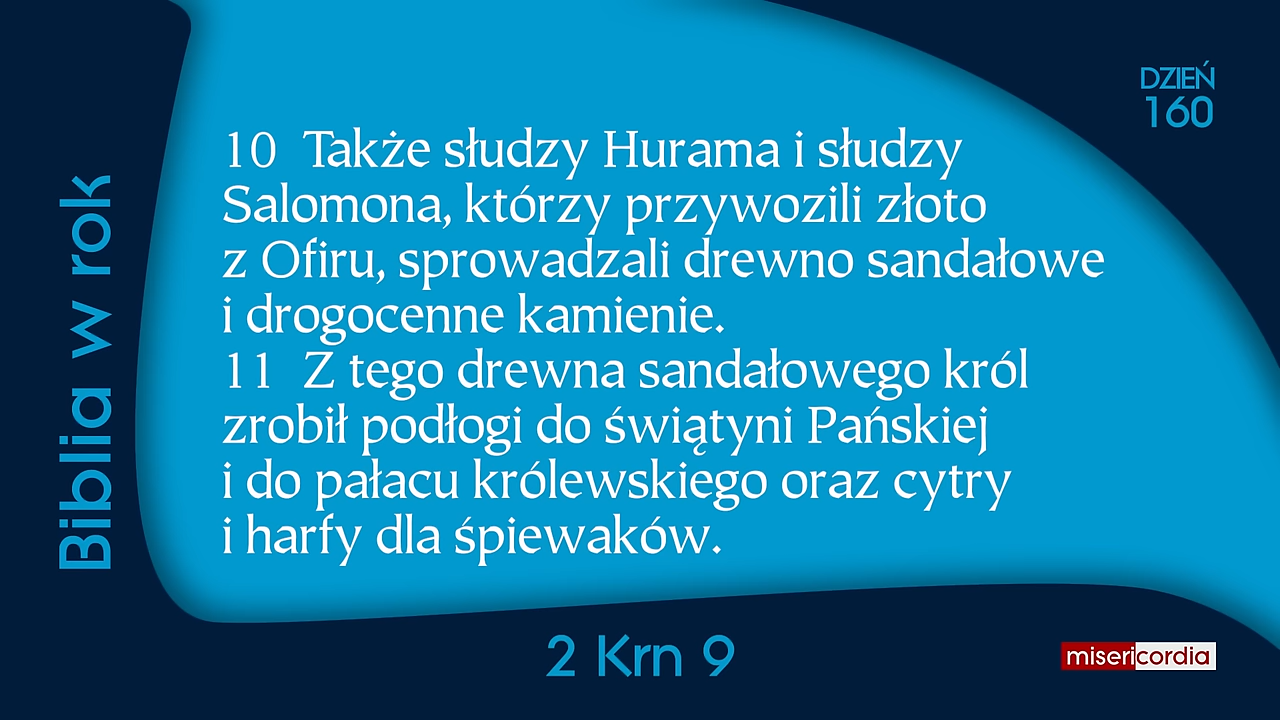 DZIEŃ
160
Biblia w rok
10 Także słudzy Hurama i słudzy
Salomona, którzy przywozili złoto
z Ofiru, sprowadzali drewno sandałowe
i drogocenne kamienie.
11 Z tego drewna sandałowego król
zrobił podłogi do świątyni Pańskiej
i do pałacu królewskiego oraz cytry
i harfy dla śpiewaków.
2 Krn 9
misericordia